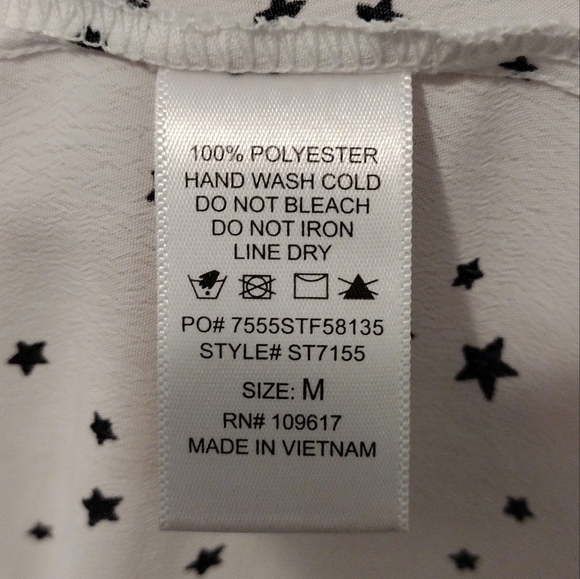 100% POLYESTER
HAND WASH COLD
DO NOT BLEACH
DO NOT IRON
LINE DRY
PO# 7555STF58135
STYLE# ST7155
SIZE: M
RN# 109617
MADE IN VIETNAM